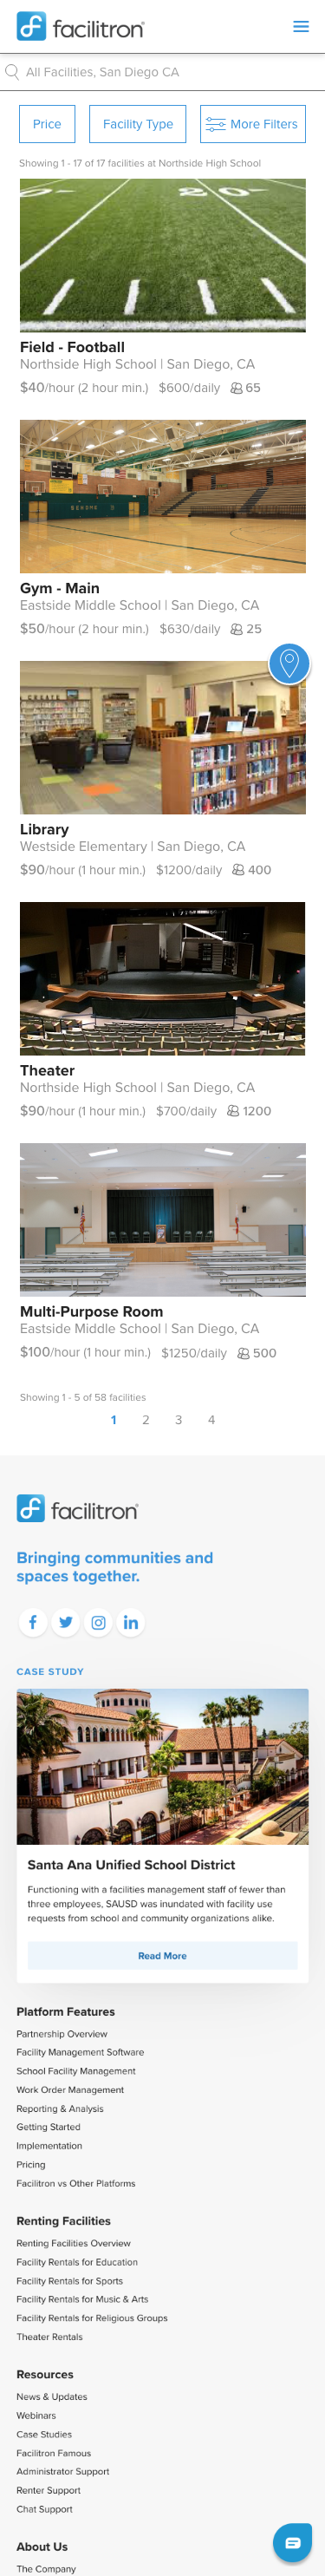 facilitron
All Facilities, San Diego CA
Price
Facility Type
More Filters
Showing 1 - 17 of 17 facilities at Northside High School
Field - Football
Northside High School | San Diego, CA
$40/hour (2 hour min.) $600/daily 65
Gym - Main
Eastside Middle School | San Diego, CA
$50/hour (2 hour min.) $630/daily 25
Library
Westside Elementary | San Diego, CA
$90/hour (1 hour min.) $1200/daily 400
Theater
Northside High School | San Diego, CA
$90/hour (1 hour min.) $700/daily 1200
Multi-Purpose Room
Eastside Middle School | San Diego, CA
$100/hour (1 hour min.) $1250/daily 500
Showing 1 - 5 of 58 facilities
1 2 3 4
facilitron
Bringing communities and
spaces together.
CASE STUDY
Santa Ana Unified School District
Functioning with a facilities management staff of fewer than
three employees, SAUSD was inundated with facility use
requests from school and community organizations alike.
Read More
Platform Features
Partnership Overview
Facility Management Software
School Facility Management
Work Order Management
Reporting & Analysis
Getting Started
Implementation
Pricing
Facilitron vs Other Platforms
Renting Facilities
Renting Facilities Overview
Facility Rentals for Education
Facility Rentals for Sports
Facility Rentals for Music & Arts
Facility Rentals for Religious Groups
Theater Rentals
Resources
News & Updates
Webinars
Case Studies
Facilitron Famous
Administrator Support
Renter Support
Chat Support
About Us
The Company